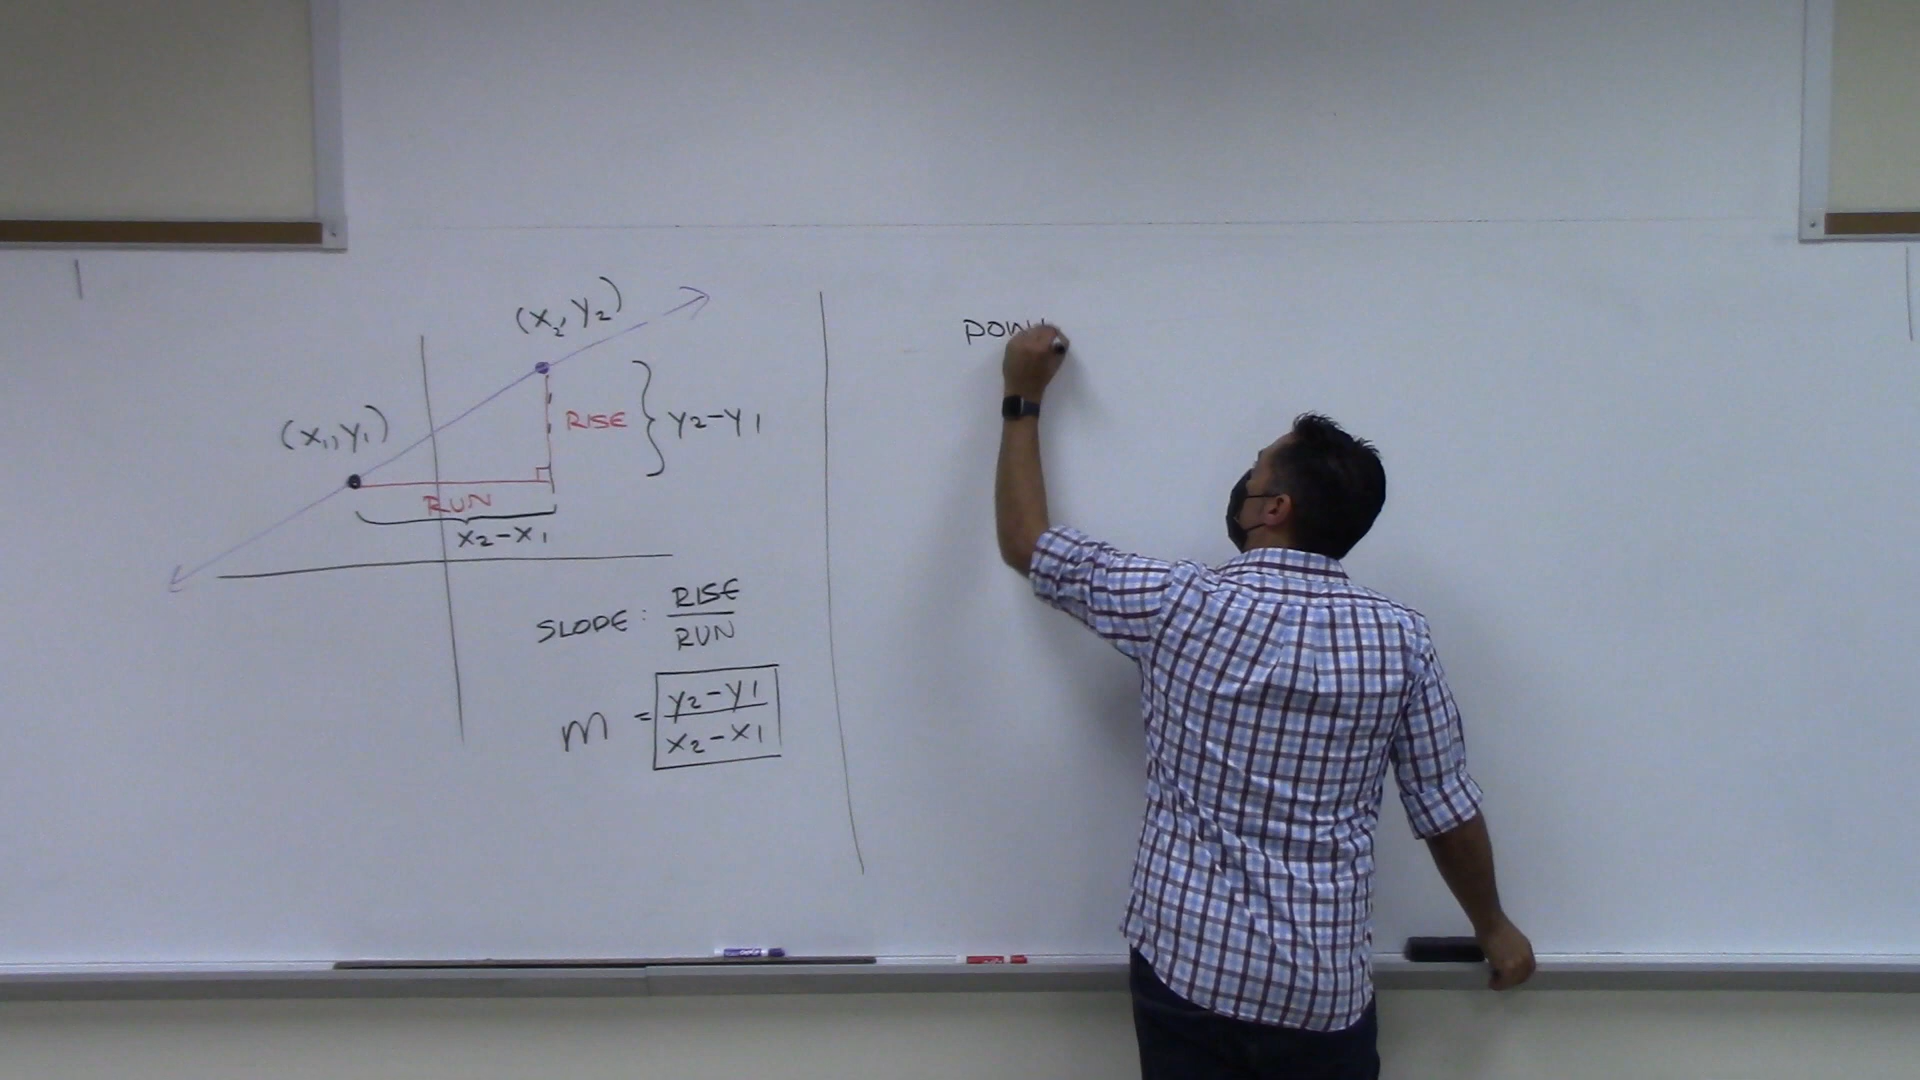 (x₂, y₂)
(x₁, y₁)
RISE } y₂-y₁
RUN
x₂-x₁
SLOPE: RISE
RUN
m = y₂-y₁
x₂-x₁